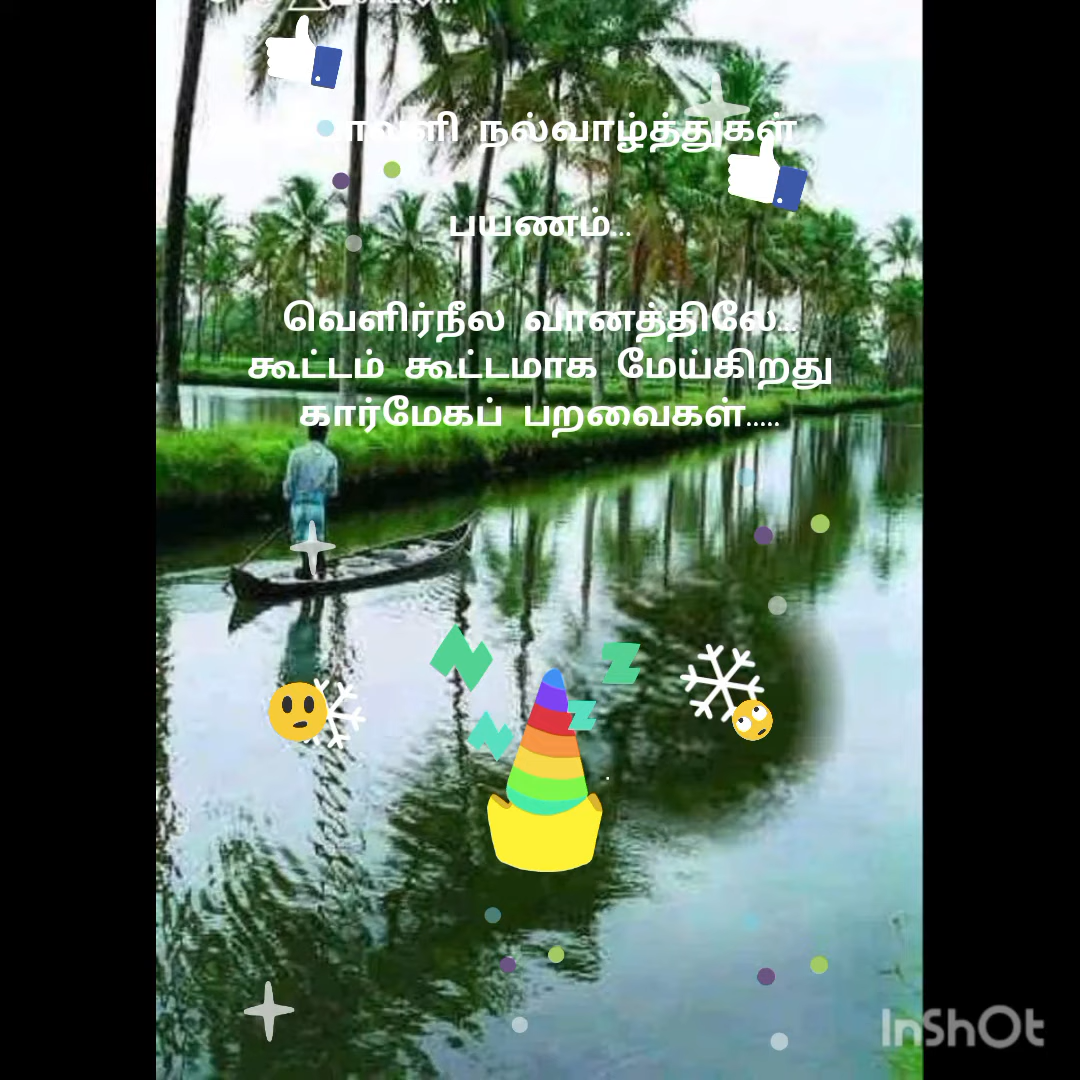 நல்வாழ்த்துகள்
பயணம்...
வெளிர்நீல வானத்திலே...
கூட்டம் கூட்டமாக மேய்கிறது
கார்மேகப் பறவைகள்.....
InShOt